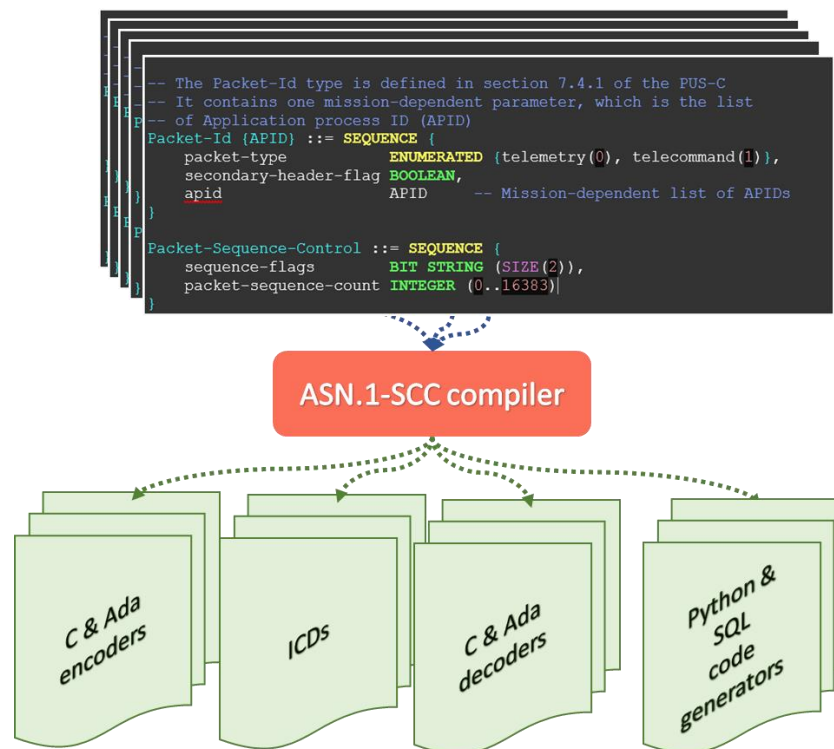 -- The Packet-Id type is defined in section 7.4.1 of the PUS-C
-- It contains one mission-dependent parameter, which is the list
-- of Application process ID (APID)
Packet-Id {APID} ::= SEQUENCE {
packet-type ENUMERATED {telemetry(0), telecommand(1)},
secondary-header-flag BOOLEAN,
apid APID -- Mission-dependent list of APIDs
}
Packet-Sequence-Control ::= SEQUENCE {
sequence-flags BIT STRING (SIZE(2)),
packet-sequence-count INTEGER (0..16383)
}
ASN.1-SCC compiler
C & Ada
encoders
ICDs
C & Ada
decoders
Python &
SQL
code
generators